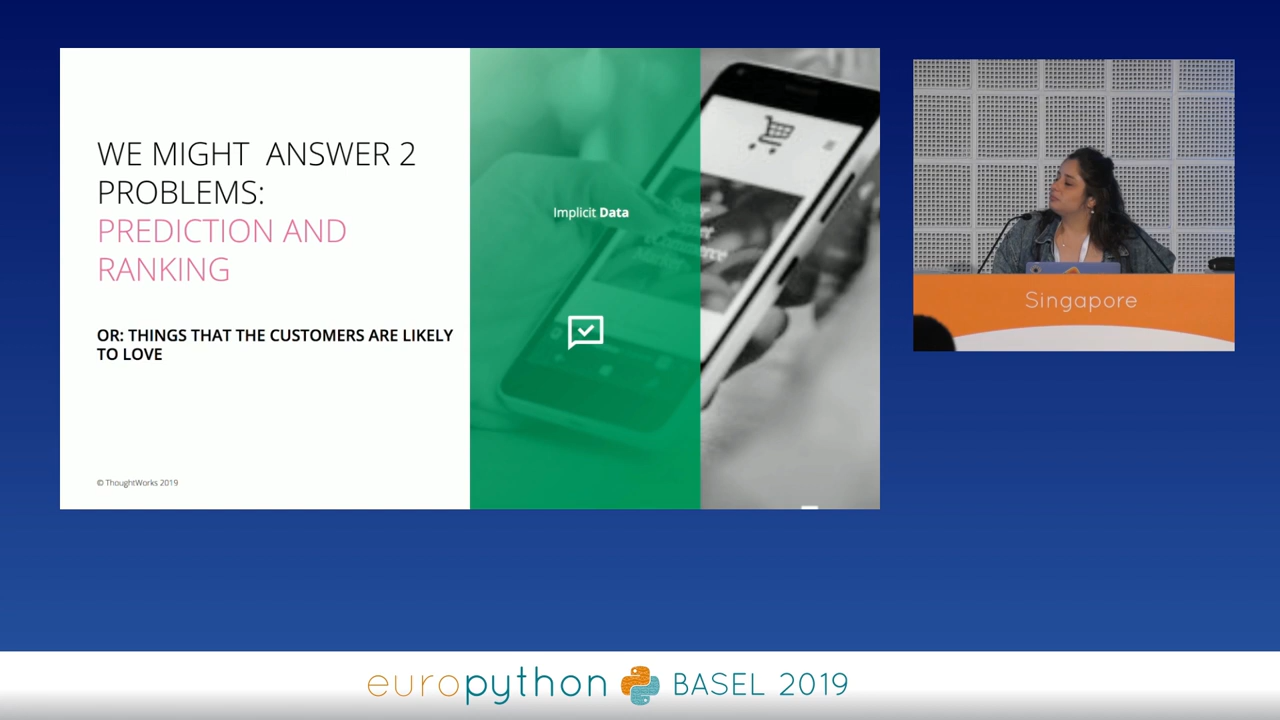 WE MIGHT  ANSWER 2
PROBLEMS:
PREDICTION AND
RANKING
OR: THINGS THAT THE CUSTOMERS ARE LIKELY
TO LOVE
© ThoughtWorks 2019
Implicit Data
Singapore
europython BASEL 2019